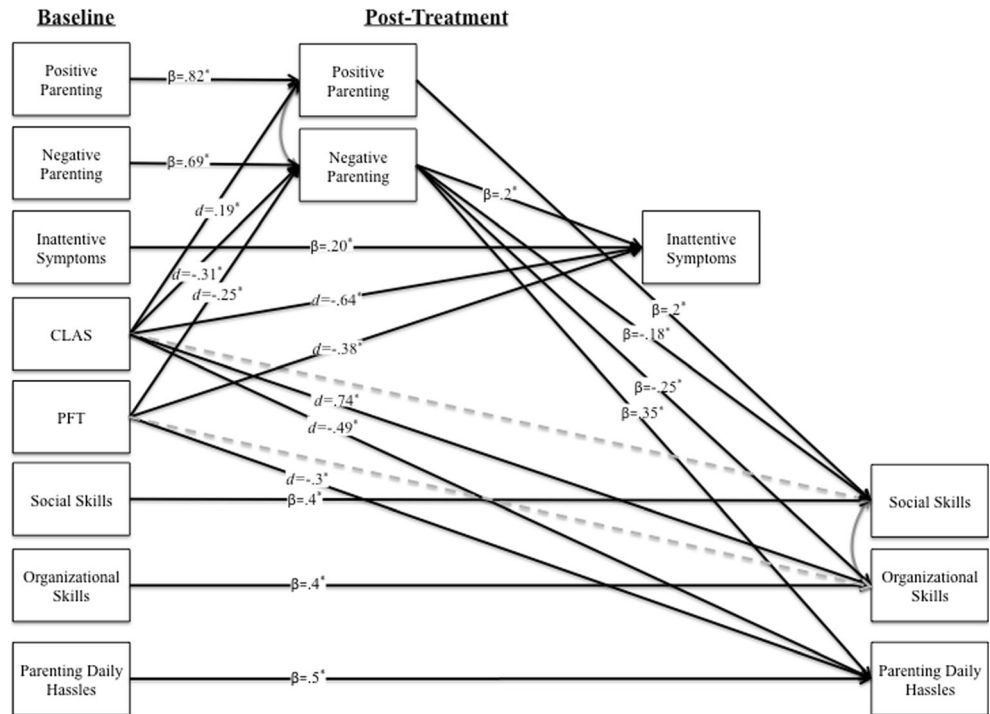 Baseline
Post-Treatment
Positive
Parenting
β=.82*
Positive
Parenting
Negative
Parenting
β=.69*
Negative
Parenting
β=.2*
d=.19*
Inattentive
Symptoms
β=.20*
Inattentive
Symptoms
d=-.31*
d=-.25*
CLAS
d=-.64*
β=.2*
β=-.18*
d=-.38*
PFT
d=.74*
d=-.49*
β=-.25*
β=.35*
d=-.3*
Social Skills
β=.4*
Social Skills
Organizational
Skills
β=.4*
Organizational
Skills
Parenting Daily
Hassles
β=.5*
Parenting Daily
Hassles